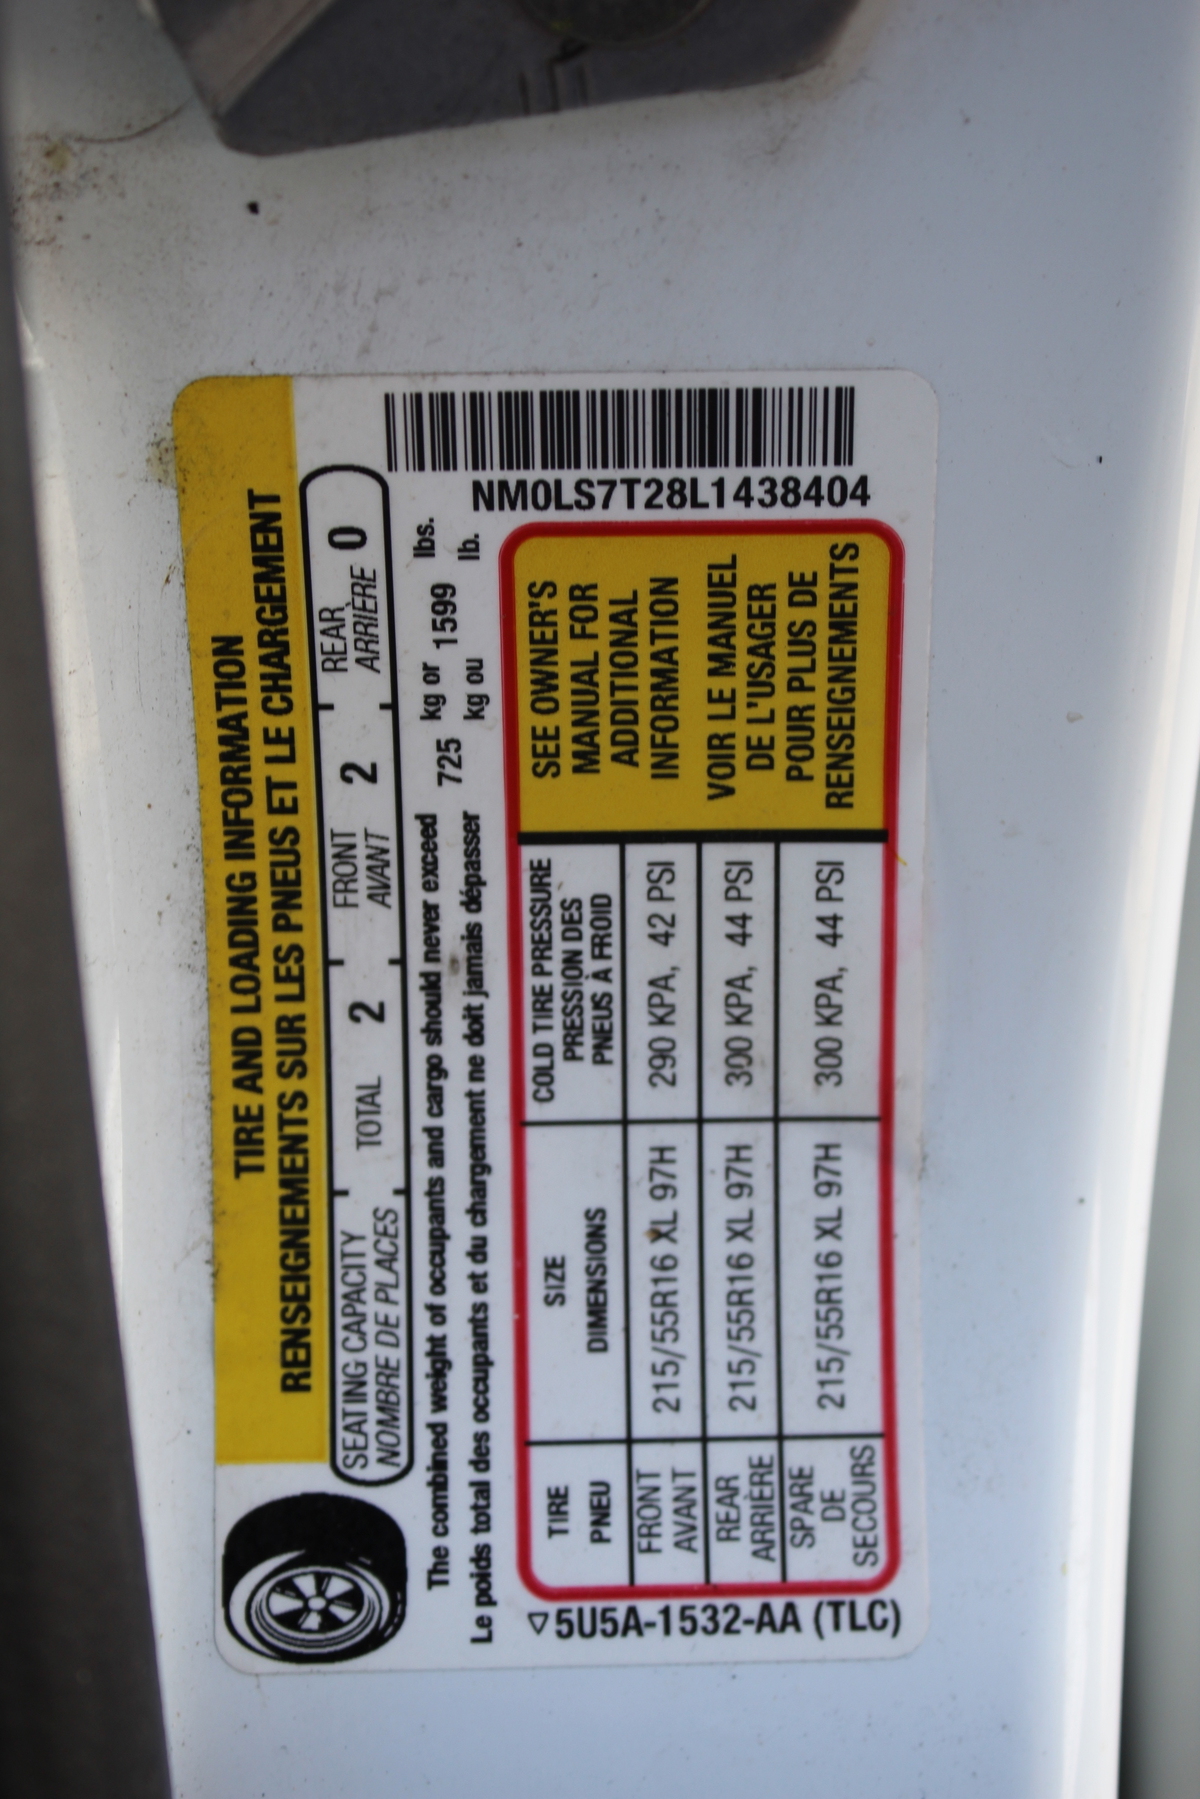 TIRE AND LOADING INFORMATION
RENSEIGNEMENTS SUR LES PNEUS ET LE CHARGEMENT
SEATING CAPACITY
NOMBRE DE PLACES
TOTAL 2
FRONT
AVANT
2
REAR
ARRIÈRE
0
The combined weight of occupants and cargo should never exceed 725 kg or 1599 lbs.
Le poids total des occupants et du chargement ne doit jamais dépasser kg ou lb.
NM0LS7T28L1438404
TIRE
PNEU
SIZE
DIMENSIONS
COLD TIRE PRESSURE
PRESSION DES
PNEUS À FROID
FRONT
AVANT
215/55R16 XL 97H
290 KPA, 42 PSI
REAR
ARRIÈRE
215/55R16 XL 97H
300 KPA, 44 PSI
SPARE
DE
SECOURS
215/55R16 XL 97H
300 KPA, 44 PSI
SEE OWNER'S
MANUAL FOR
ADDITIONAL
INFORMATION
VOIR LE MANUEL
DE L'USAGER
POUR PLUS DE
RENSEIGNEMENTS
5U5A-1532-AA (TLC)